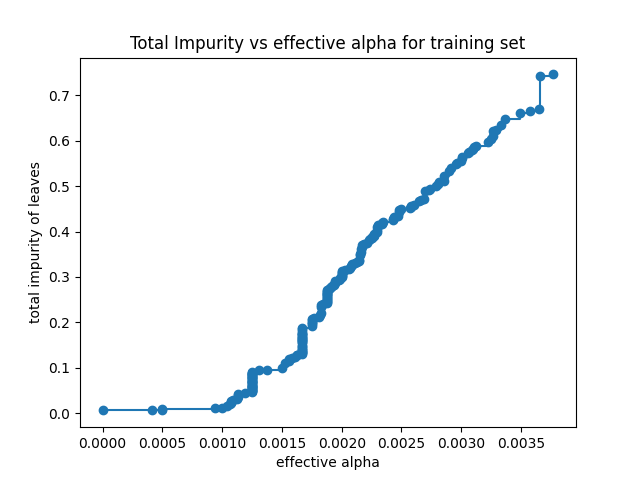 Total Impurity vs effective alpha for training set
total impurity of leaves
0.7
0.6
0.5
0.4
0.3
0.2
0.1
0.0
0.0000 0.0005 0.0010 0.0015 0.0020 0.0025 0.0030 0.0035
effective alpha